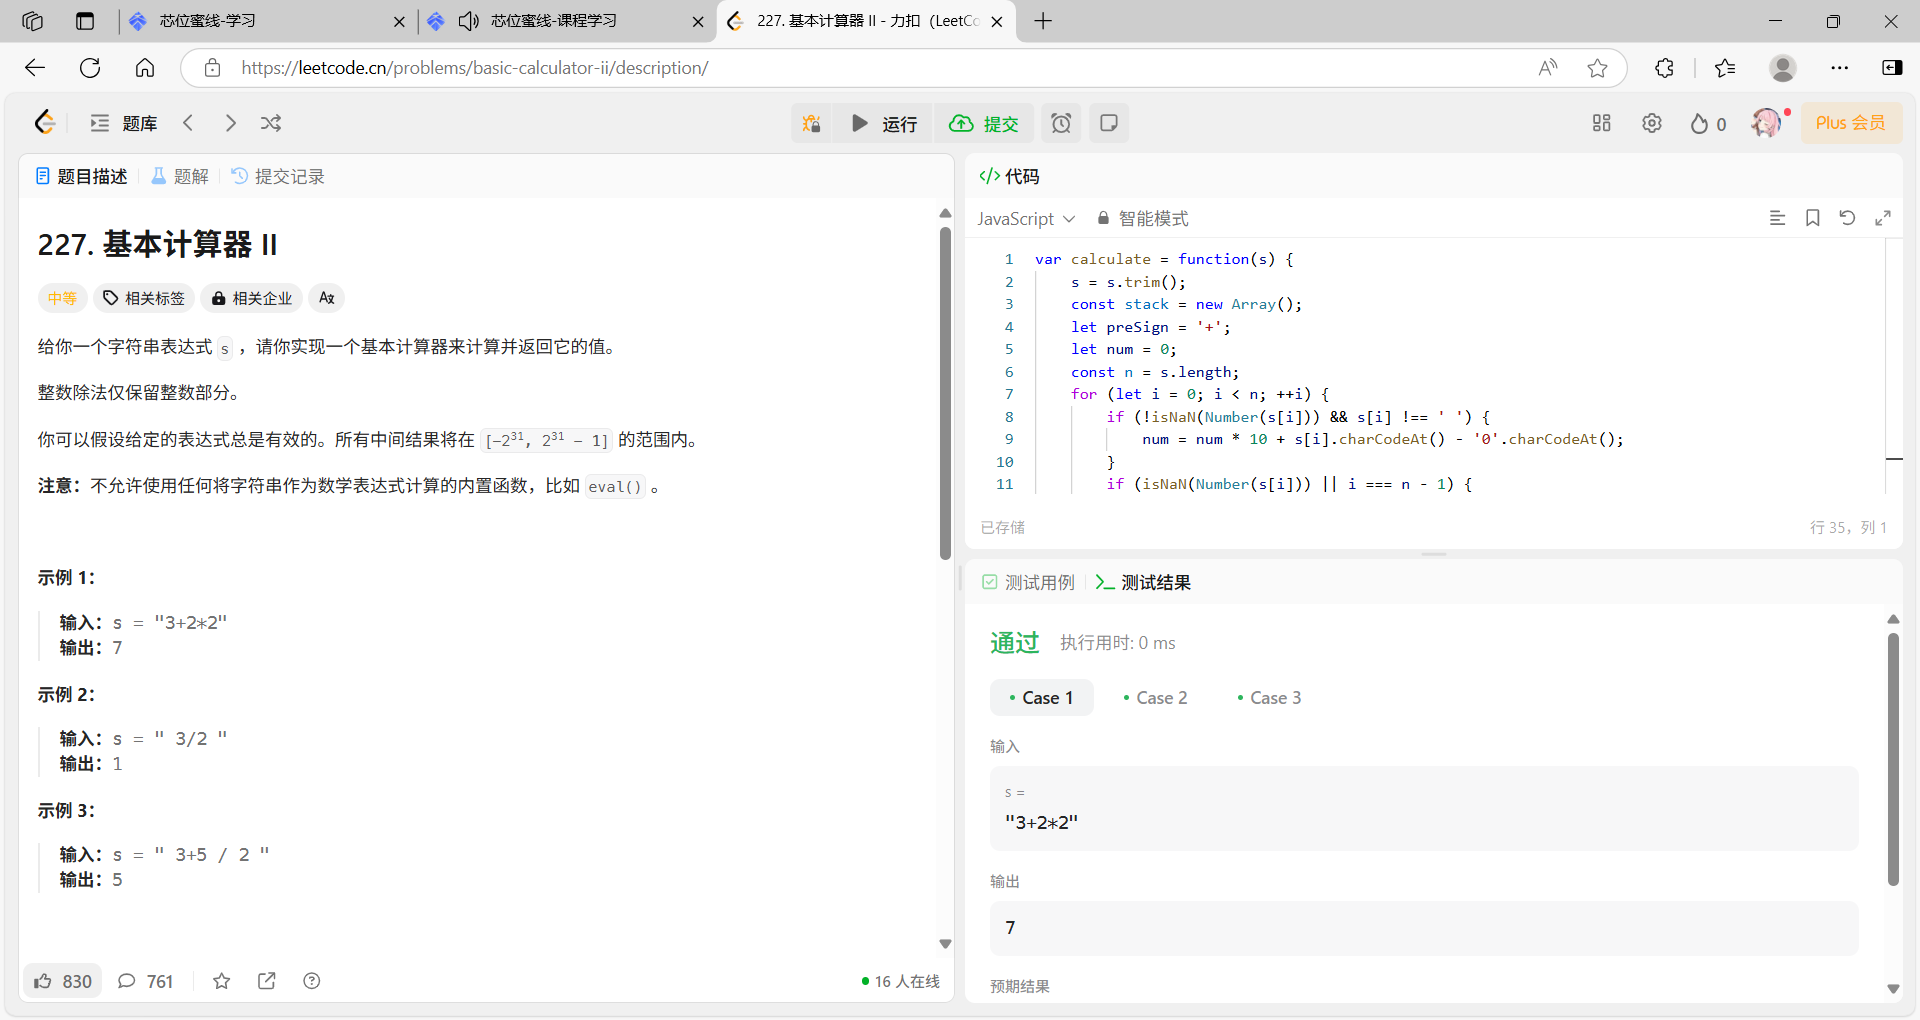 芯位蜜线-学习
芯位蜜线-课程学习
227. 基本计算器 II - 力扣（LeetCo
https://leetcode.cn/problems/basic-calculator-ii/description/
题库
运行
提交
0
Plus 会员
题目描述
题解
提交记录
227. 基本计算器 II
中等
相关标签
相关企业
给你一个字符串表达式 s ，请你实现一个基本计算器来计算并返回它的值。
整数除法仅保留整数部分。
你可以假设给定的表达式总是有效的。所有中间结果将在 [-2³¹, 2³¹ - 1] 的范围内。
注意：不允许使用任何将字符串作为数学表达式计算的内置函数，比如 eval() 。
示例 1：
输入：s = "3+2*2"
输出：7
示例 2：
输入：s = " 3/2 "
输出：1
示例 3：
输入：s = " 3+5 / 2 "
输出：5
830
761
16 人在线
</> 代码
JavaScript
智能模式
1 var calculate = function(s) {
2 s = s.trim();
3 const stack = new Array();
4 let preSign = '+';
5 let num = 0;
6 const n = s.length;
7 for (let i = 0; i < n; ++i) {
8 if (!isNaN(Number(s[i])) && s[i] !== ' ') {
9 num = num * 10 + s[i].charCodeAt() - '0'.charCodeAt();
10 }
11 if (isNaN(Number(s[i])) || i === n - 1) {
已存储
行 35，列 1
测试用例
测试结果
通过
执行用时: 0 ms
Case 1
Case 2
Case 3
输入
s =
"3+2*2"
输出
7
预期结果